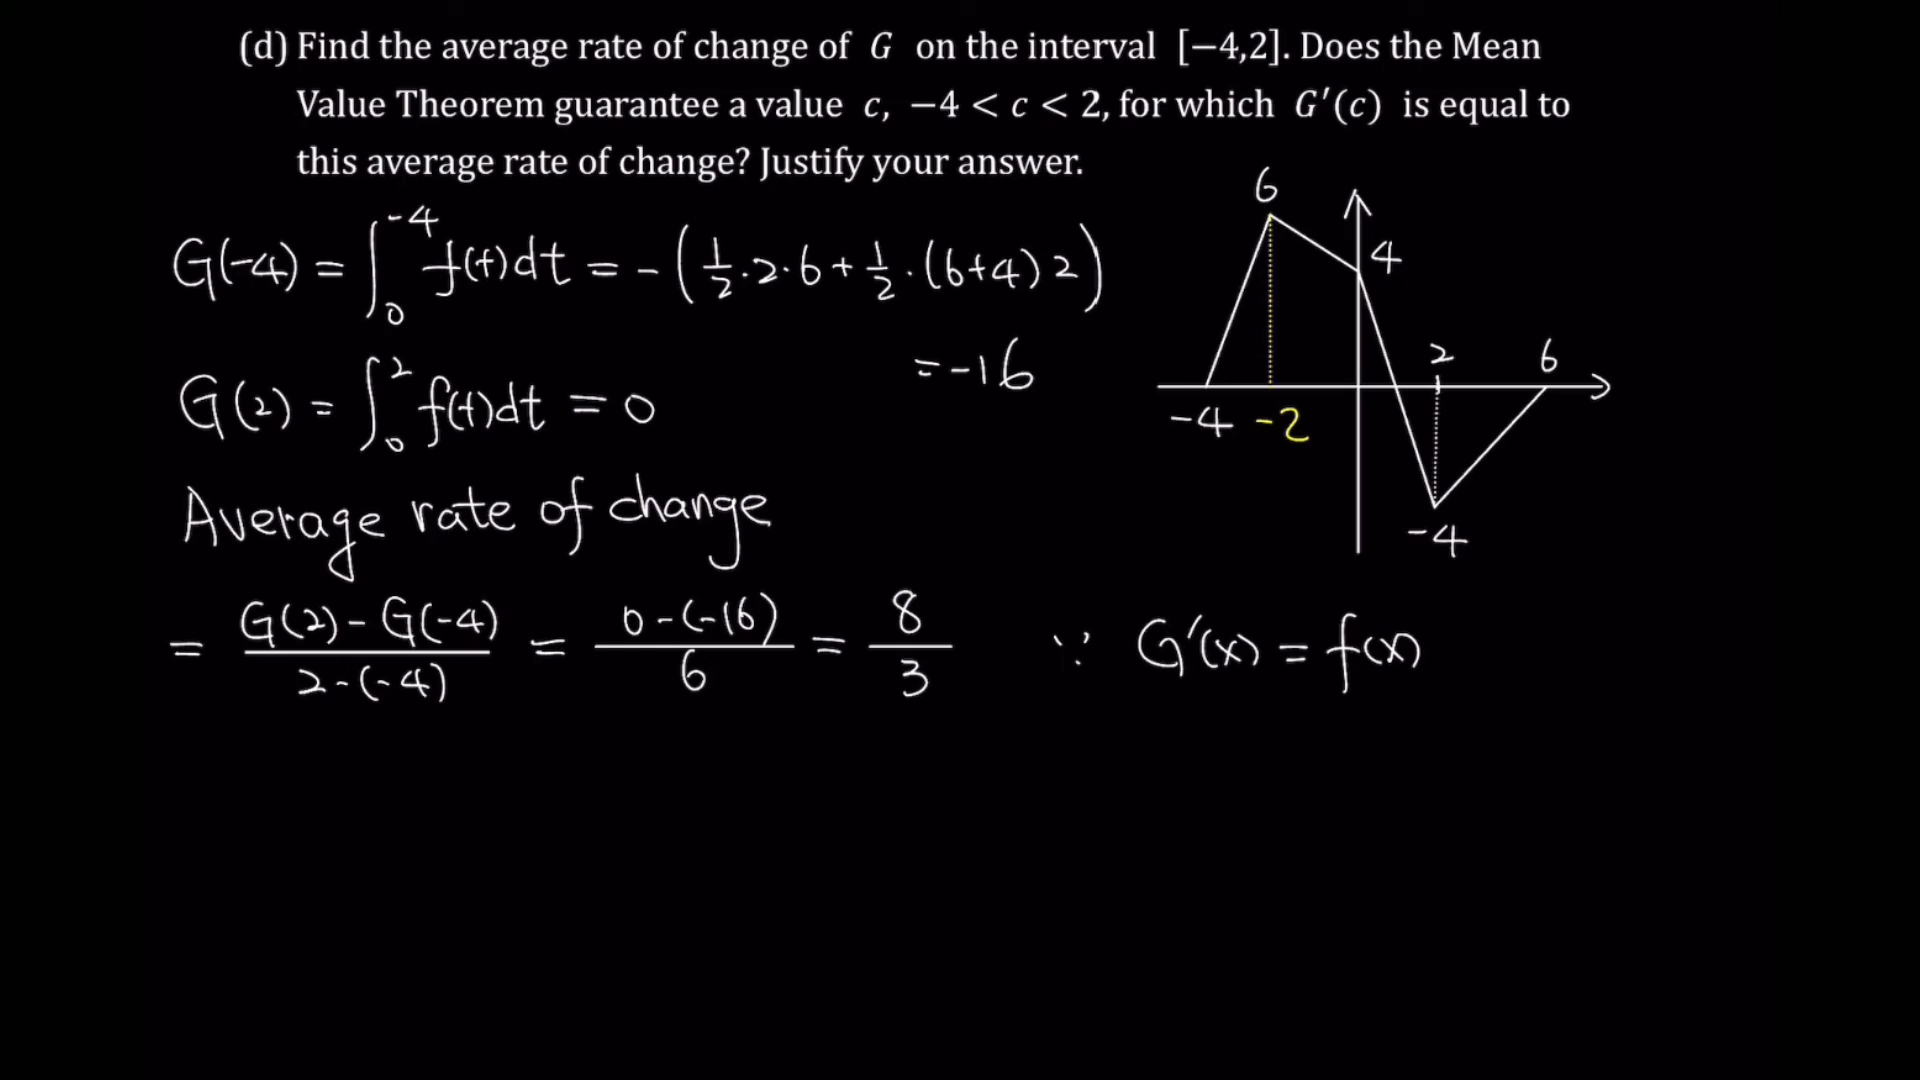 (d) Find the average rate of change of G on the interval [−4,2]. Does the Mean
Value Theorem guarantee a value c, −4 < c < 2, for which G′(c) is equal to
this average rate of change? Justify your answer.
G(-4) = ∫_0^{-4} f(t)dt = -(1/2·2·6 + 1/2·(6+4)2)
= -16
G(2) = ∫_0^2 f(t)dt = 0
Average rate of change
= (G(2) - G(-4))/(2-(-4)) = (0-(-16))/6 = 8/3 ∵ G′(x) = f(x)
6
4
2
6
-4
-2
-4